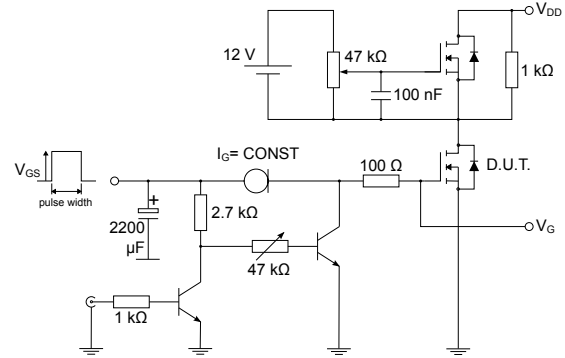 V_DD
12 V
47 kΩ
1 kΩ
100 nF
I_G= CONST
100 Ω
D.U.T.
V_GS
pulse width
+
2200
μF
2.7 kΩ
47 kΩ
V_G
1 kΩ